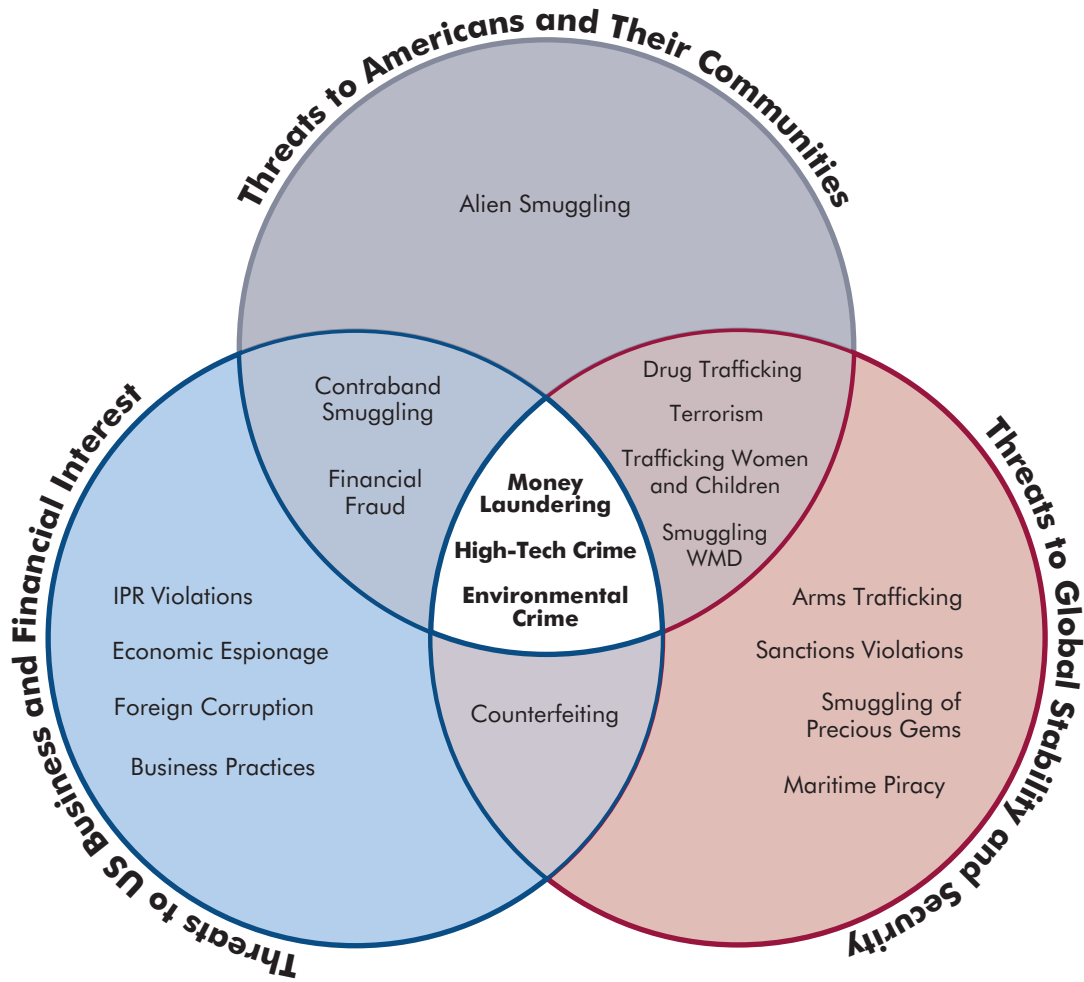 Threats to Americans and Their Communities
Alien Smuggling
Contraband
Smuggling
Financial
Fraud
Drug Trafficking
Terrorism
Trafficking Women
and Children
Smuggling
WMD
Money
Laundering
High-Tech Crime
Environmental
Crime
Threats to US Business and Financial Interest
IPR Violations
Economic Espionage
Foreign Corruption
Business Practices
Counterfeiting
Threats to Global Stability and Security
Arms Trafficking
Sanctions Violations
Smuggling of
Precious Gems
Maritime Piracy